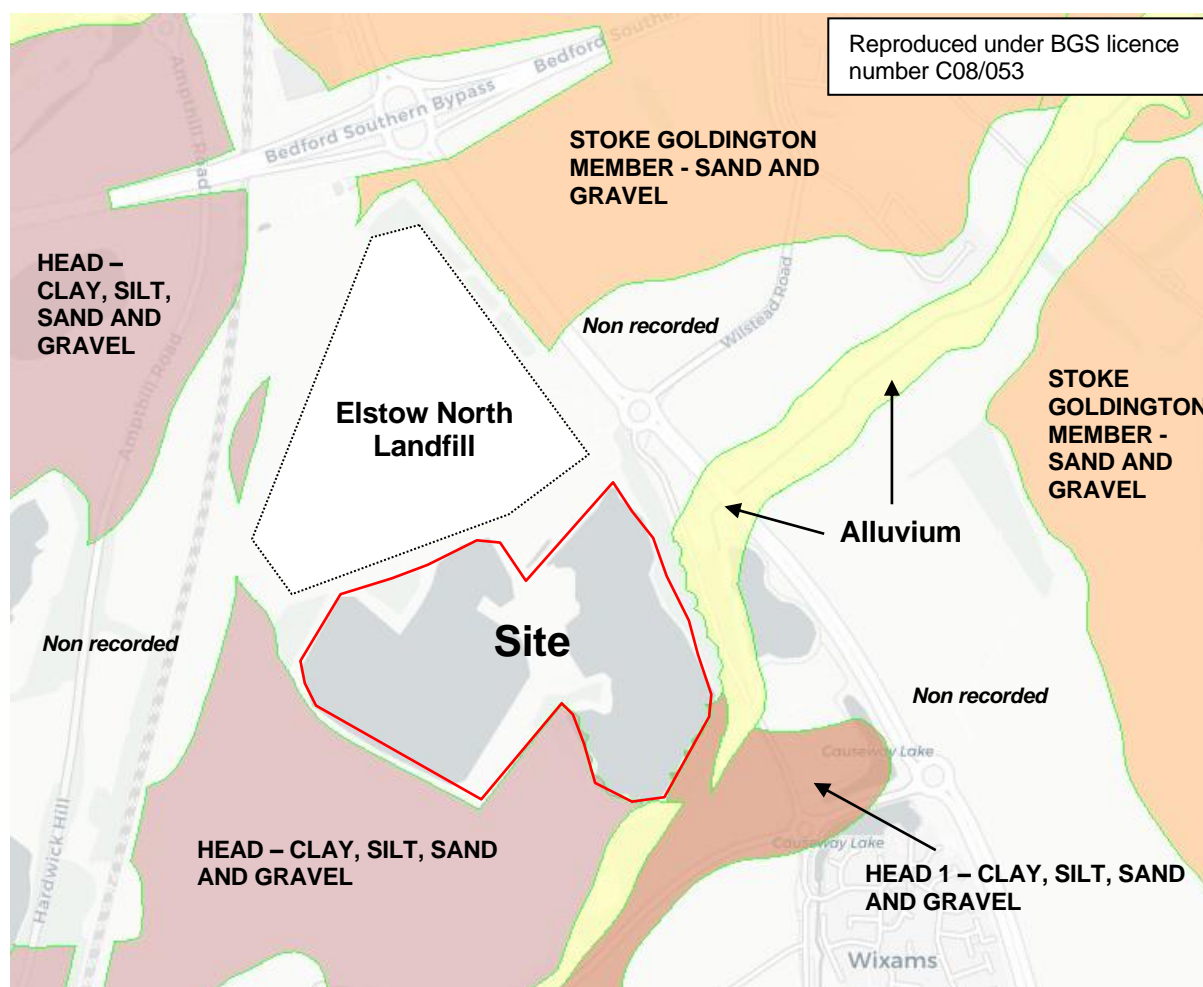 Reproduced under BGS licence
number C08/053
Ampthill Road
Bedford Southern Bypass
Bedford Southern
STOKE GOLDINGTON
MEMBER - SAND AND
GRAVEL
HEAD –
CLAY, SILT,
SAND AND
GRAVEL
Ampthill Road
Non recorded
Wilstead Road
Elstow North
Landfill
STOKE
GOLDINGTON
MEMBER -
SAND AND
GRAVEL
Alluvium
Site
Non recorded
Non recorded
Causeway Lake
Causeway Lake
Hardwick Hill
HEAD – CLAY, SILT, SAND
AND GRAVEL
HEAD 1 – CLAY, SILT, SAND
AND GRAVEL
Wixams